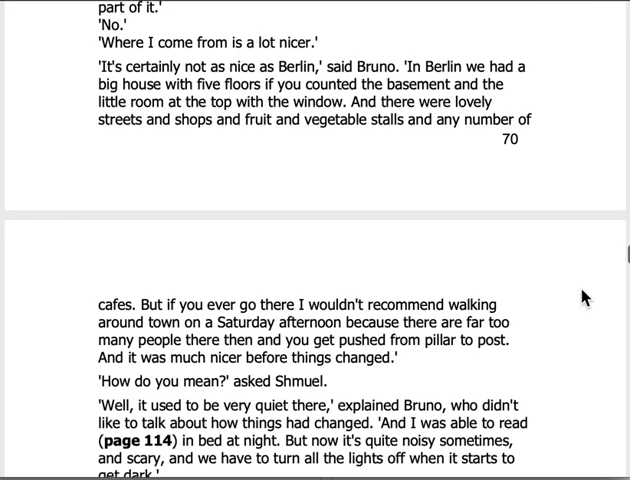 part of it.'
'No.'
'Where I come from is a lot nicer.'
'It's certainly not as nice as Berlin,' said Bruno. 'In Berlin we had a
big house with five floors if you counted the basement and the
little room at the top with the window. And there were lovely
streets and shops and fruit and vegetable stalls and any number of
70
cafes. But if you ever go there I wouldn't recommend walking
around town on a Saturday afternoon because there are far too
many people there then and you get pushed from pillar to post.
And it was much nicer before things changed.'
'How do you mean?' asked Shmuel.
'Well, it used to be very quiet there,' explained Bruno, who didn't
like to talk about how things had changed. 'And I was able to read
(page 114) in bed at night. But now it's quite noisy sometimes,
and scary, and we have to turn all the lights off when it starts to
get dark.'